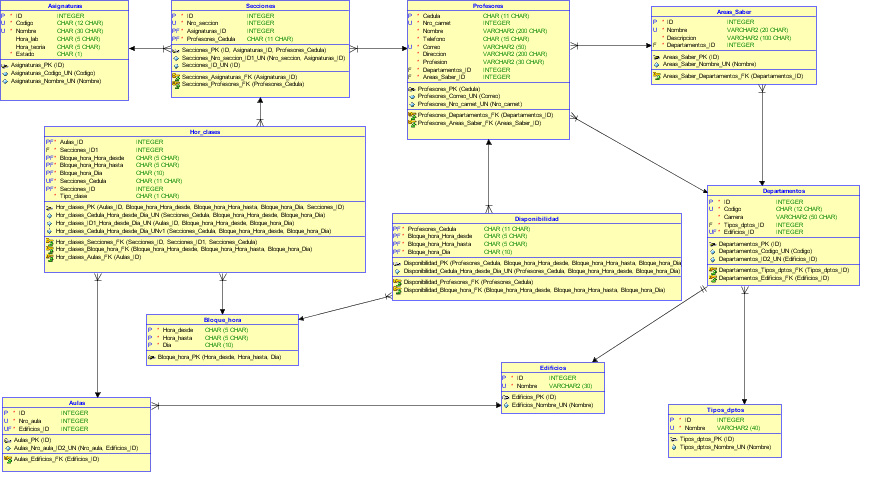 Asignaturas
P * ID INTEGER
U * Codigo CHAR (12 CHAR)
U * Nombre CHAR (30 CHAR)
Hora_lab CHAR (5 CHAR)
Hora_teoria CHAR (5 CHAR)
* Estado CHAR (1)
Asignaturas_PK (ID)
Asignaturas_Codigo_UN (Codigo)
Asignaturas_Nombre_UN (Nombre)
Secciones
P * ID INTEGER
U * Nro_seccion INTEGER
PF* Asignaturas_ID INTEGER
PF* Profesores_Cedula CHAR (11 CHAR)
Secciones_PK (ID, Asignaturas_ID, Profesores_Cedula)
Secciones_Nro_seccion_ID1_UN (Nro_seccion, Asignaturas_ID)
Secciones_ID_UN (ID)
Secciones_Asignaturas_FK (Asignaturas_ID)
Secciones_Profesores_FK (Profesores_Cedula)
Profesores
P * Cedula CHAR (11 CHAR)
U * Nro_carnet INTEGER
* Nombre VARCHAR2 (200 CHAR)
* Telefono CHAR (15 CHAR)
U * Correo VARCHAR2 (50)
* Direccion VARCHAR2 (200 CHAR)
* Profesion VARCHAR2 (30 CHAR)
F * Departamentos_ID INTEGER
F * Areas_Saber_ID INTEGER
Profesores_PK (Cedula)
Profesores_Correo_UN (Correo)
Profesores_Nro_carnet_UN (Nro_carnet)
Profesores_Departamentos_FK (Departamentos_ID)
Profesores_Areas_Saber_FK (Areas_Saber_ID)
Areas_Saber
P * ID INTEGER
U * Nombre VARCHAR2 (20 CHAR)
* Descripcion VARCHAR2 (100 CHAR)
F * Departamentos_ID INTEGER
Areas_Saber_PK (ID)
Areas_Saber_Nombre_UN (Nombre)
Areas_Saber_Departamentos_FK (Departamentos_ID)
Hor_clases
PF* Aulas_ID INTEGER
F * Secciones_ID1 INTEGER
PF* Bloque_hora_Hora_desde CHAR (5 CHAR)
PF* Bloque_hora_Hora_hasta CHAR (5 CHAR)
PF* Bloque_hora_Dia CHAR (10)
UF* Secciones_Cedula CHAR (11 CHAR)
PF* Secciones_ID INTEGER
* Tipo_clase CHAR (1 CHAR)
Hor_clases_PK (Aulas_ID, Bloque_hora_Hora_desde, Bloque_hora_Hora_hasta, Bloque_hora_Dia, Secciones_ID)
Hor_clases_Cedula_Hora_desde_Dia_UN (Secciones_Cedula, Bloque_hora_Hora_desde, Bloque_hora_Dia)
Hor_clases_ID1_Hora_desde_Dia_UN (Aulas_ID, Bloque_hora_Hora_desde, Bloque_hora_Dia)
Hor_clases_Cedula_Hora_desde_Dia_UNv1 (Secciones_Cedula, Bloque_hora_Hora_desde, Bloque_hora_Dia)
Hor_clases_Secciones_FK (Secciones_ID, Secciones_ID1, Secciones_Cedula)
Hor_clases_Bloque_hora_FK (Bloque_hora_Hora_desde, Bloque_hora_Hora_hasta, Bloque_hora_Dia)
Hor_clases_Aulas_FK (Aulas_ID)
Departamentos
P * ID INTEGER
U * Codigo CHAR (12 CHAR)
* Carrera VARCHAR2 (50 CHAR)
F * Tipos_dptos_ID INTEGER
UF* Edificios_ID INTEGER
Departamentos_PK (ID)
Departamentos_Codigo_UN (Codigo)
Departamentos_ID2_UN (Edificios_ID)
Departamentos_Tipos_dptos_FK (Tipos_dptos_ID)
Departamentos_Edificios_FK (Edificios_ID)
Disponibilidad
PF* Profesores_Cedula CHAR (11 CHAR)
PF* Bloque_hora_Hora_desde CHAR (5 CHAR)
PF* Bloque_hora_Hora_hasta CHAR (5 CHAR)
PF* Bloque_hora_Dia CHAR (10)
Disponibilidad_PK (Profesores_Cedula, Bloque_hora_Hora_desde, Bloque_hora_Hora_hasta, Bloque_hora_Dia
Disponibilidad_Cedula_Hora_desde_Dia_UN (Profesores_Cedula, Bloque_hora_Hora_desde, Bloque_hora_Dia)
Disponibilidad_Profesores_FK (Profesores_Cedula)
Disponibilidad_Bloque_hora_FK (Bloque_hora_Hora_desde, Bloque_hora_Hora_hasta, Bloque_hora_Dia)
Bloque_hora
P * Hora_desde CHAR (5 CHAR)
P * Hora_hasta CHAR (5 CHAR)
P * Dia CHAR (10)
Bloque_hora_PK (Hora_desde, Hora_hasta, Dia)
Edificios
P * ID INTEGER
U * Nombre VARCHAR2 (30)
Edificios_PK (ID)
Edificios_Nombre_UN (Nombre)
Aulas
P * ID INTEGER
U * Nro_aula INTEGER
UF* Edificios_ID INTEGER
Aulas_PK (ID)
Aulas_Nro_aula_ID2_UN (Nro_aula, Edificios_ID)
Aulas_Edificios_FK (Edificios_ID)
Tipos_dptos
P * ID INTEGER
U * Nombre VARCHAR2 (40)
Tipos_dptos_PK (ID)
Tipos_dptos_Nombre_UN (Nombre)